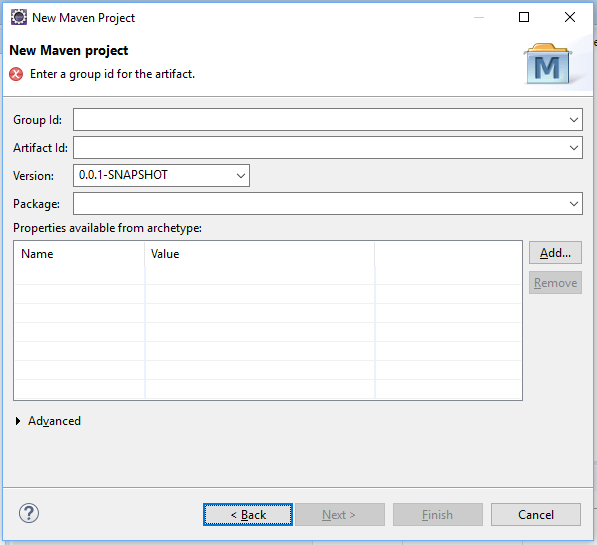 New Maven Project
New Maven project
Enter a group id for the artifact.
M
Group Id:
Artifact Id:
Version: 0.0.1-SNAPSHOT
Package:
Properties available from archetype:
Name Value
Add...
Remove
Advanced
? < Back Next > Finish Cancel